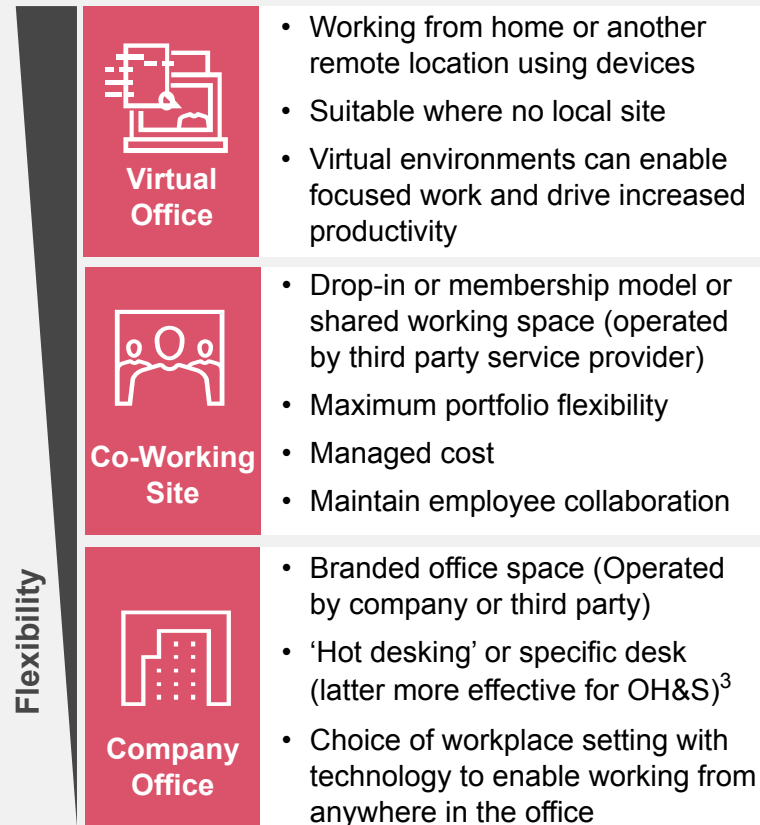 Flexibility
Virtual
Office
• Working from home or another
remote location using devices
• Suitable where no local site
• Virtual environments can enable
focused work and drive increased
productivity
Co-Working
Site
• Drop-in or membership model or
shared working space (operated
by third party service provider)
• Maximum portfolio flexibility
• Managed cost
• Maintain employee collaboration
Company
Office
• Branded office space (Operated
by company or third party)
• ‘Hot desking’ or specific desk
(latter more effective for OH&S)³
• Choice of workplace setting with
technology to enable working from
anywhere in the office